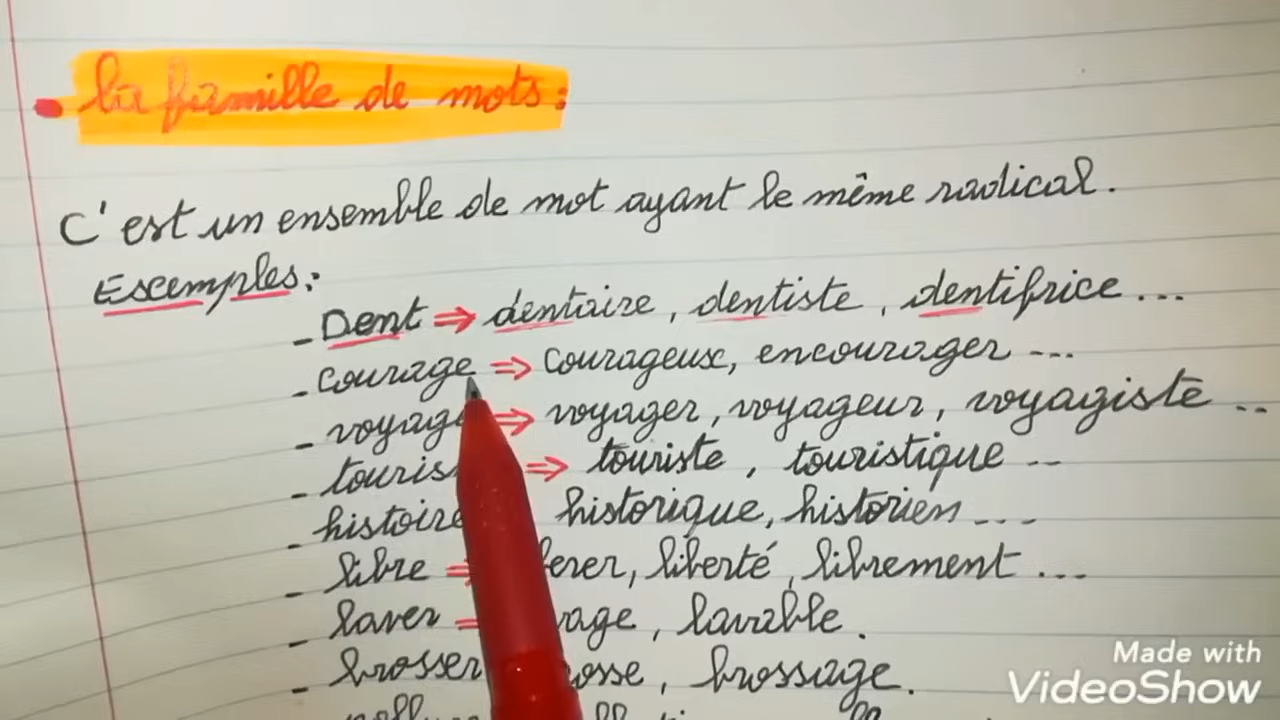 la famille de mots:
C'est un ensemble de mot ayant le même radical.
Exemples:
- Dent ⇒ dentaire, dentiste, dentifrice...
- courage ⇒ courageux, encourager ...
- voyag ⇒ voyager, voyageur, voyagiste ..
- touris ⇒ touriste, touristique ..
- histoire historique, historien ...
- libre ⇒ erer, liberté, librement ...
- laver = age, lavable.
- brosser osse, brossage.
Made with
VideoShow